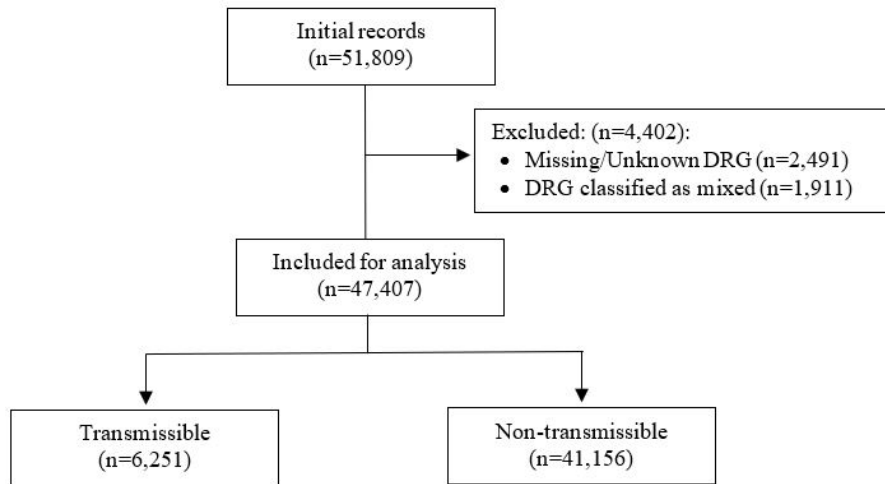 Initial records
(n=51,809)
Excluded: (n=4,402):
• Missing/Unknown DRG (n=2,491)
• DRG classified as mixed (n=1,911)
Included for analysis
(n=47,407)
Transmissible
(n=6,251)
Non-transmissible
(n=41,156)